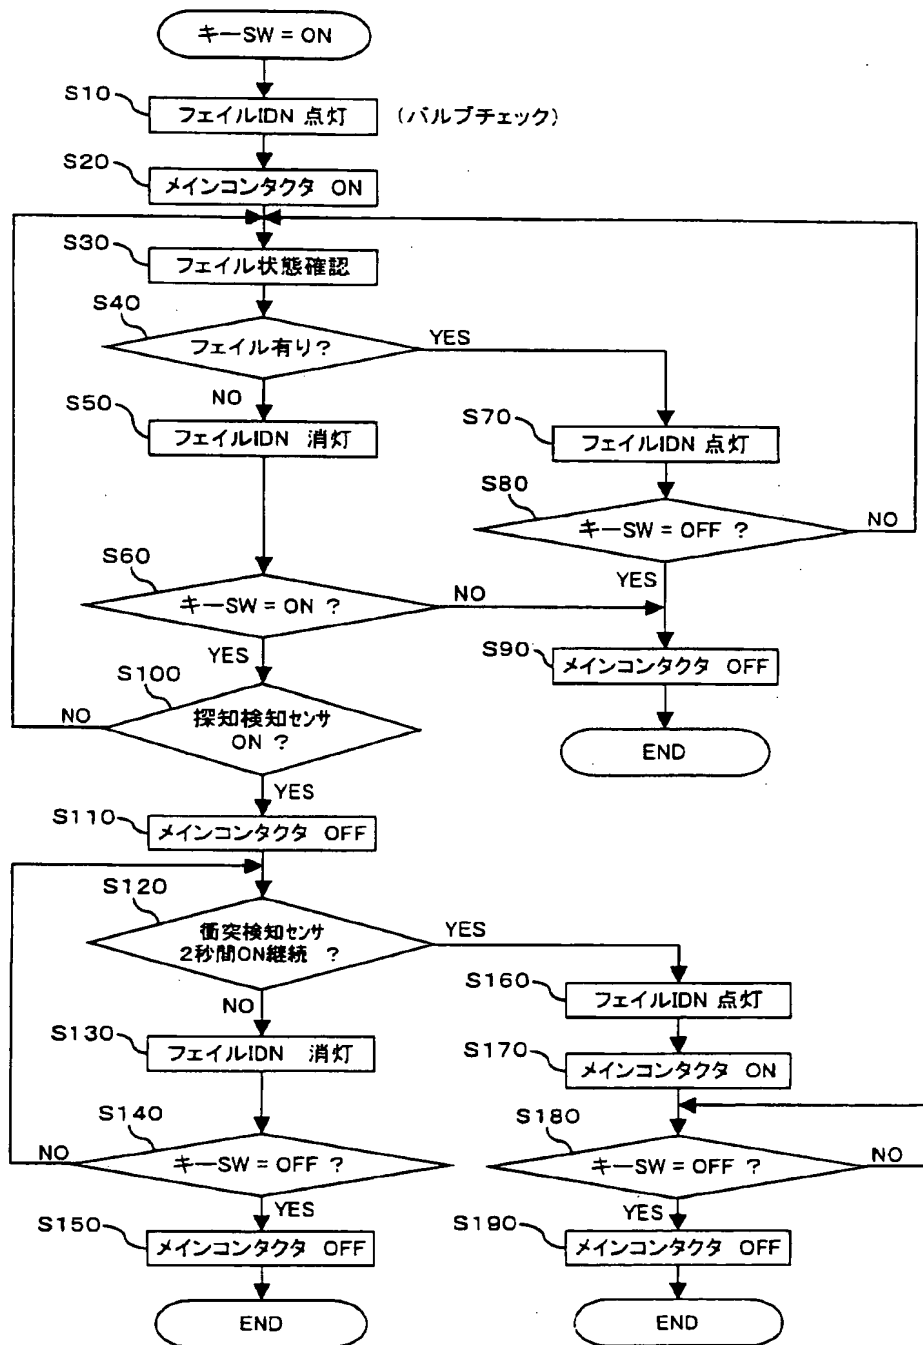 キーSW = ON
S10
フェイルIDN 点灯 (バルブチェック)
S20
メインコンタクタ ON
S30
フェイル状態確認
S40
フェイル有り?
YES
NO
S50
フェイルIDN 消灯
S70
フェイルIDN 点灯
S80
キーSW = OFF ?
NO
YES
S60
キーSW = ON ?
NO
YES
S90
メインコンタクタ OFF
END
S100
探知検知センサ
ON ?
NO
YES
S110
メインコンタクタ OFF
S120
衝突検知センサ
2秒間ON継続 ?
YES
NO
S130
フェイルIDN 消灯
S140
キーSW = OFF ?
NO
YES
S150
メインコンタクタ OFF
END
S160
フェイルIDN 点灯
S170
メインコンタクタ ON
S180
キーSW = OFF ?
NO
YES
S190
メインコンタクタ OFF
END